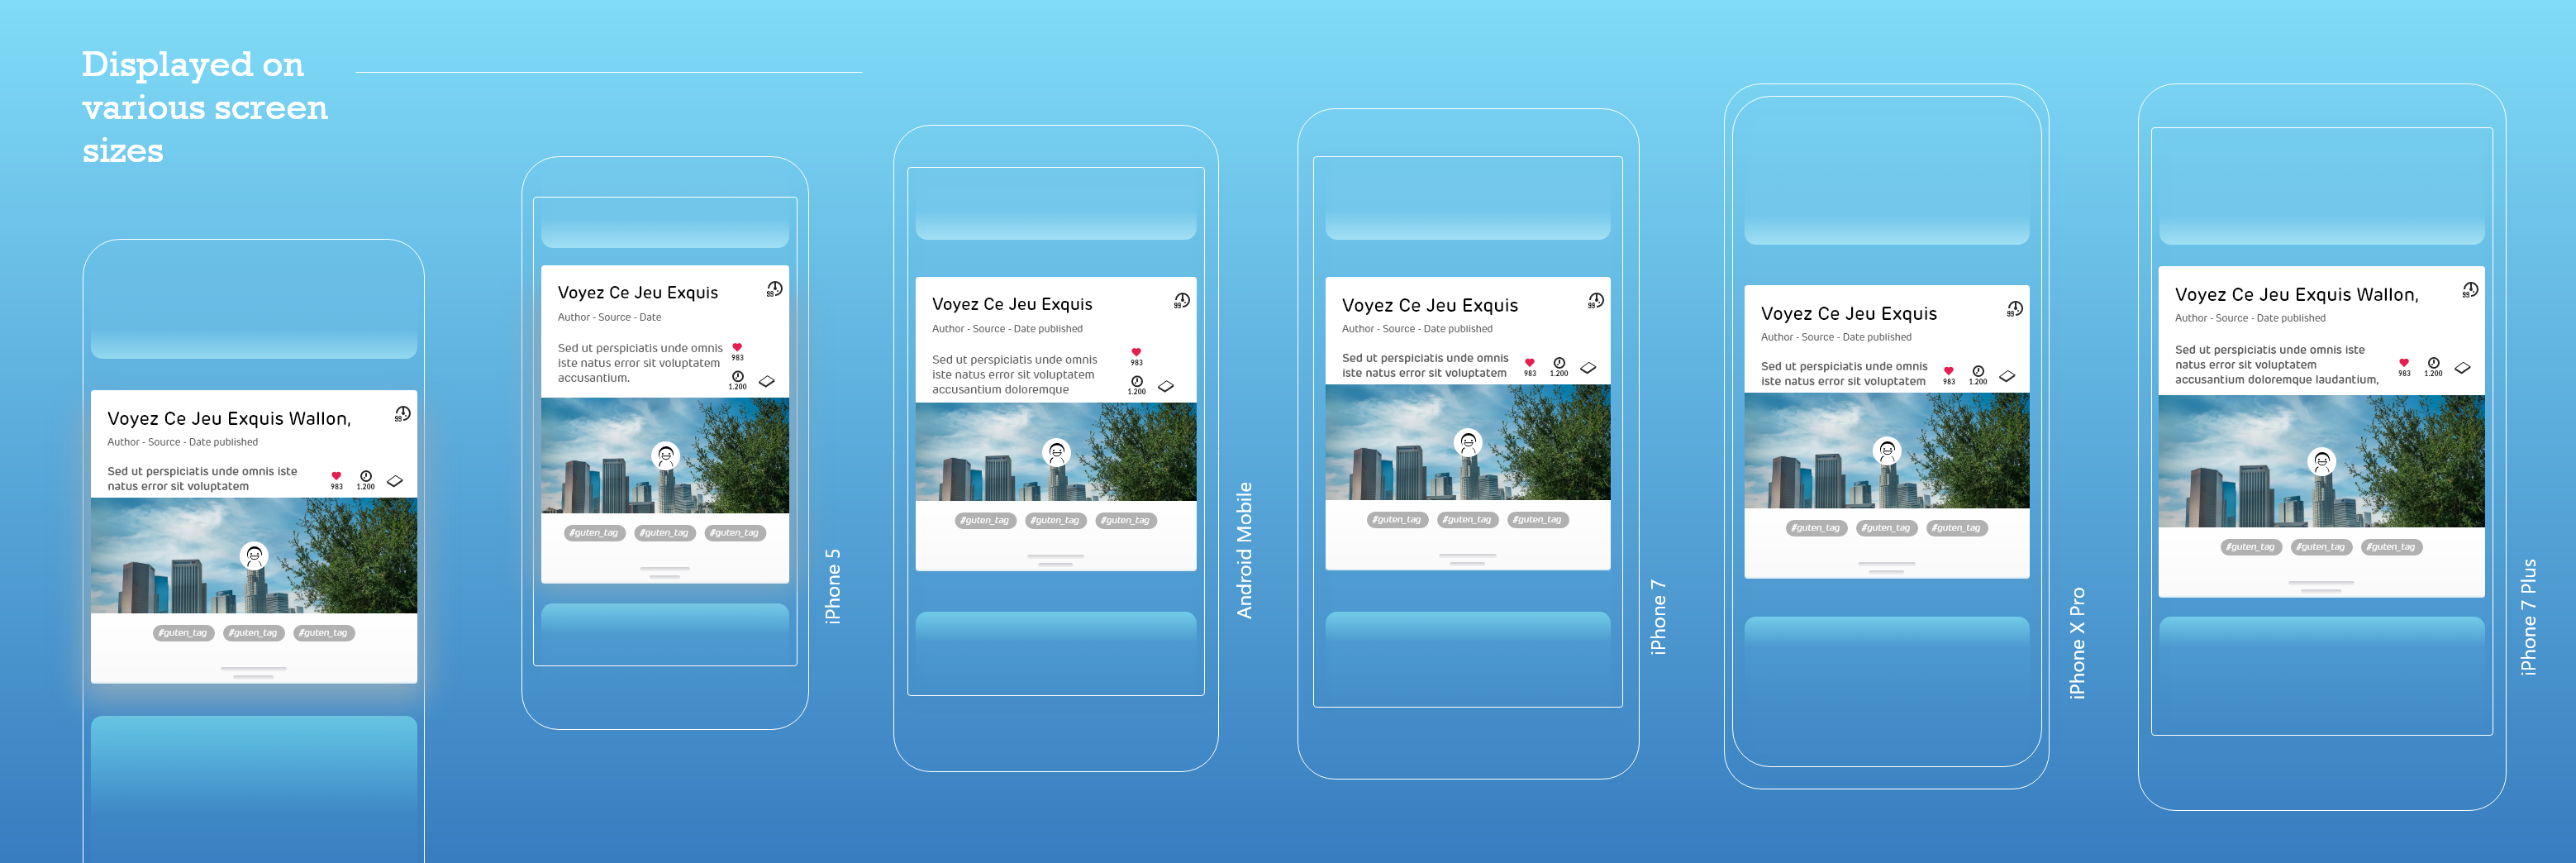 Displayed on
various screen
sizes
Voyez Ce Jeu Exquis Wallon,
99
Author - Source - Date published
Sed ut perspiciatis unde omnis iste
natus error sit voluptatem
983
1.200
#guten_tag #guten_tag #guten_tag
Voyez Ce Jeu Exquis
99
Author - Source - Date
Sed ut perspiciatis unde omnis
iste natus error sit voluptatem
accusantium.
983
1.200
#guten_tag #guten_tag #guten_tag
iPhone 5
Voyez Ce Jeu Exquis
99
Author - Source - Date published
Sed ut perspiciatis unde omnis
iste natus error sit voluptatem
accusantium doloremque
983
1.200
#guten_tag #guten_tag #guten_tag
Android Mobile
Voyez Ce Jeu Exquis
99
Author - Source - Date published
Sed ut perspiciatis unde omnis
iste natus error sit voluptatem
983
1.200
#guten_tag #guten_tag #guten_tag
iPhone 7
Voyez Ce Jeu Exquis
99
Author - Source - Date published
Sed ut perspiciatis unde omnis
iste natus error sit voluptatem
983
1.200
#guten_tag #guten_tag #guten_tag
iPhone X Pro
Voyez Ce Jeu Exquis Wallon,
99
Author - Source - Date published
Sed ut perspiciatis unde omnis iste
natus error sit voluptatem
accusantium doloremque laudantium,
983
1.200
#guten_tag #guten_tag #guten_tag
iPhone 7 Plus